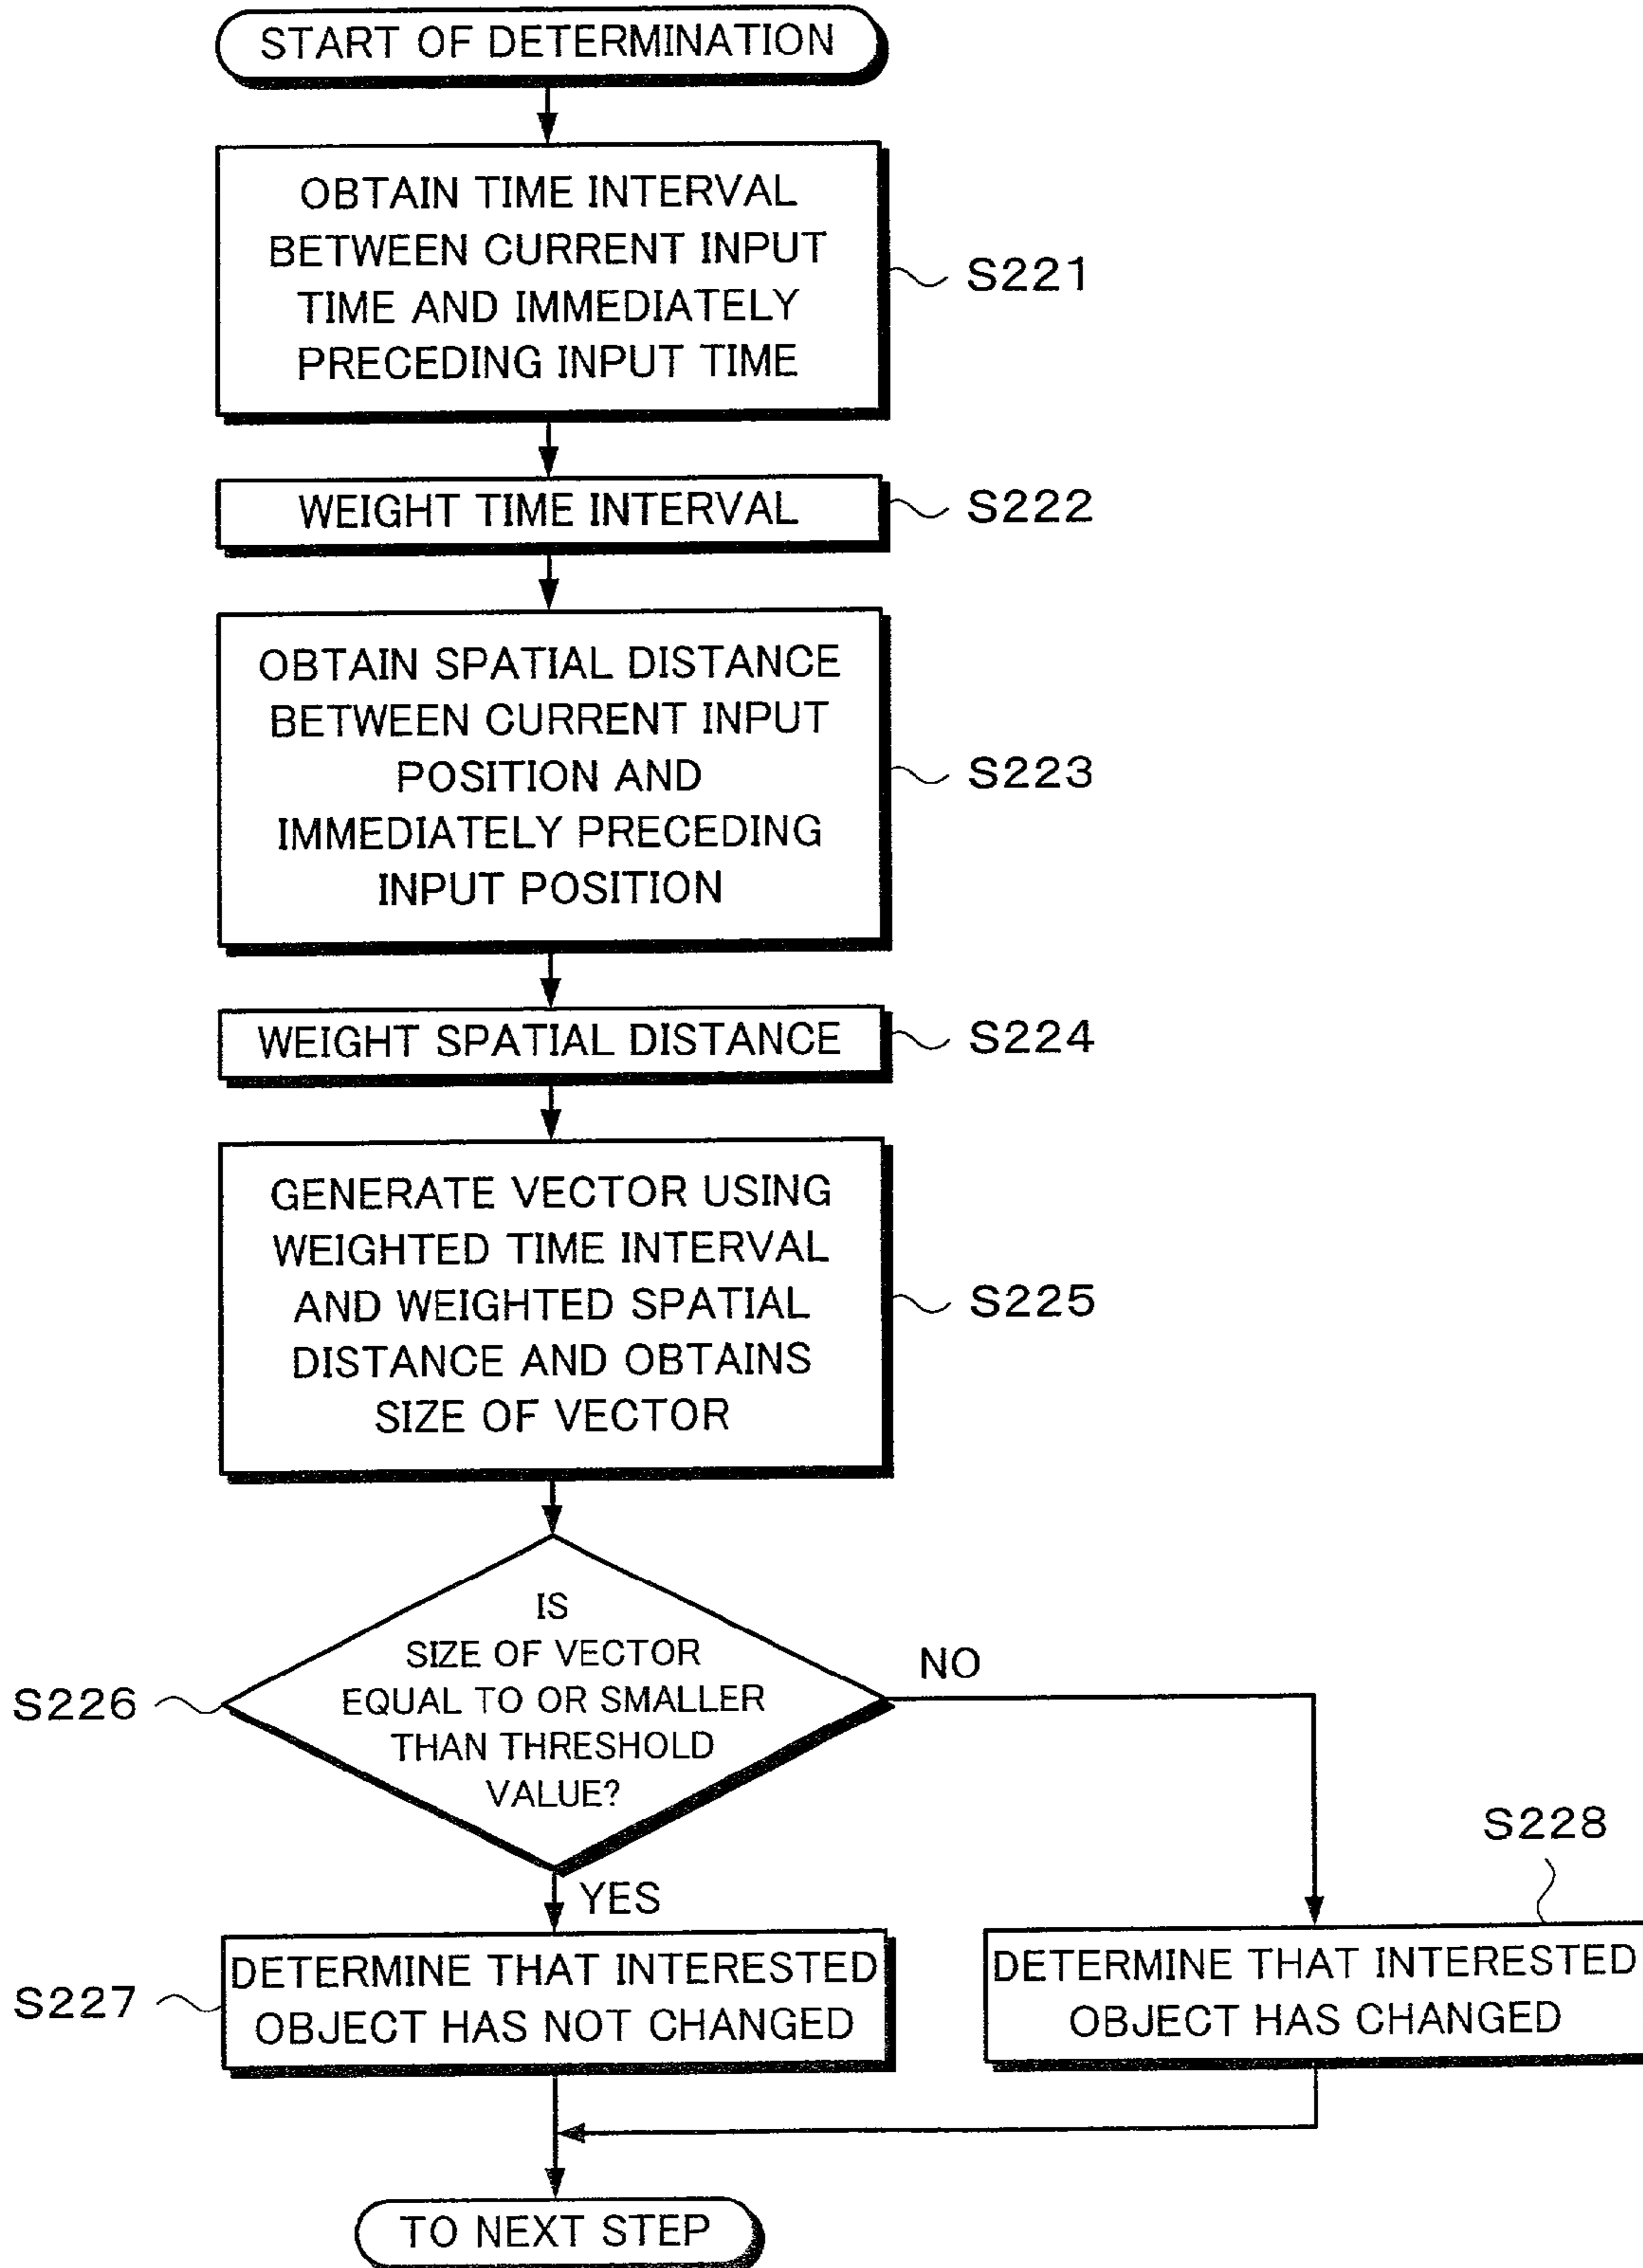 START OF DETERMINATION
OBTAIN TIME INTERVAL
BETWEEN CURRENT INPUT
TIME AND IMMEDIATELY
PRECEDING INPUT TIME
S221
WEIGHT TIME INTERVAL
S222
OBTAIN SPATIAL DISTANCE
BETWEEN CURRENT INPUT
POSITION AND
IMMEDIATELY PRECEDING
INPUT POSITION
S223
WEIGHT SPATIAL DISTANCE
S224
GENERATE VECTOR USING
WEIGHTED TIME INTERVAL
AND WEIGHTED SPATIAL
DISTANCE AND OBTAINS
SIZE OF VECTOR
S225
IS
SIZE OF VECTOR
EQUAL TO OR SMALLER
THAN THRESHOLD
VALUE?
S226
NO
YES
S228
DETERMINE THAT INTERESTED
OBJECT HAS NOT CHANGED
S227
DETERMINE THAT INTERESTED
OBJECT HAS CHANGED
TO NEXT STEP